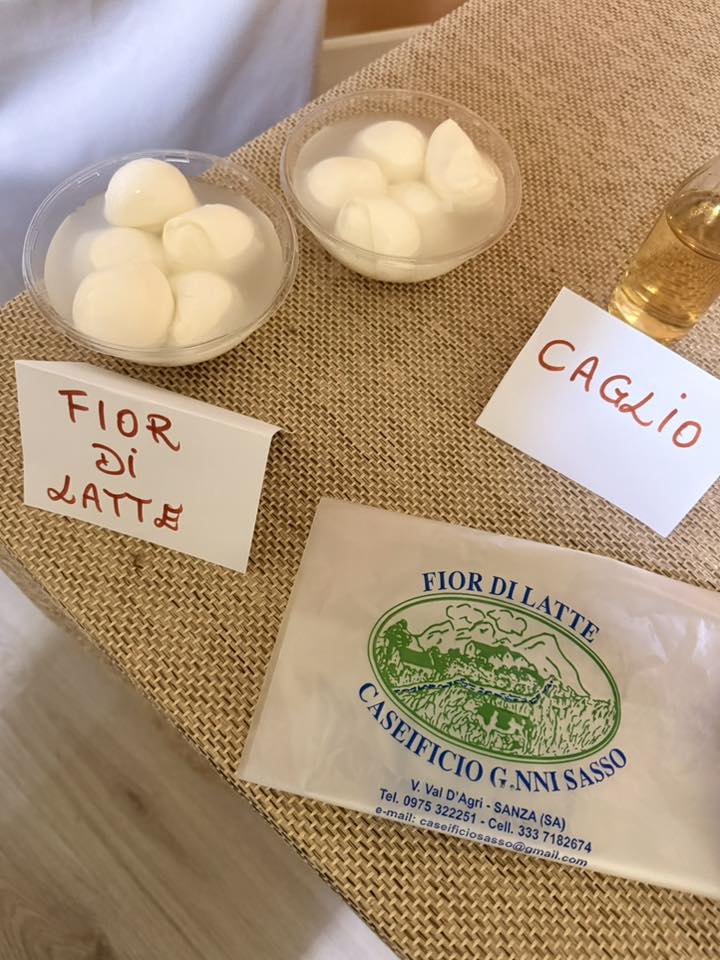 FIOR
Di
LATTE
CAGLiO
FIOR DI LATTE
CASEIFICIO G.NNI SASSO
V. Val D'Agri - SANZA (SA)
Tel. 0975 322251 - Cell. 333 7182674
e-mail: caseificiosasso@gmail.com